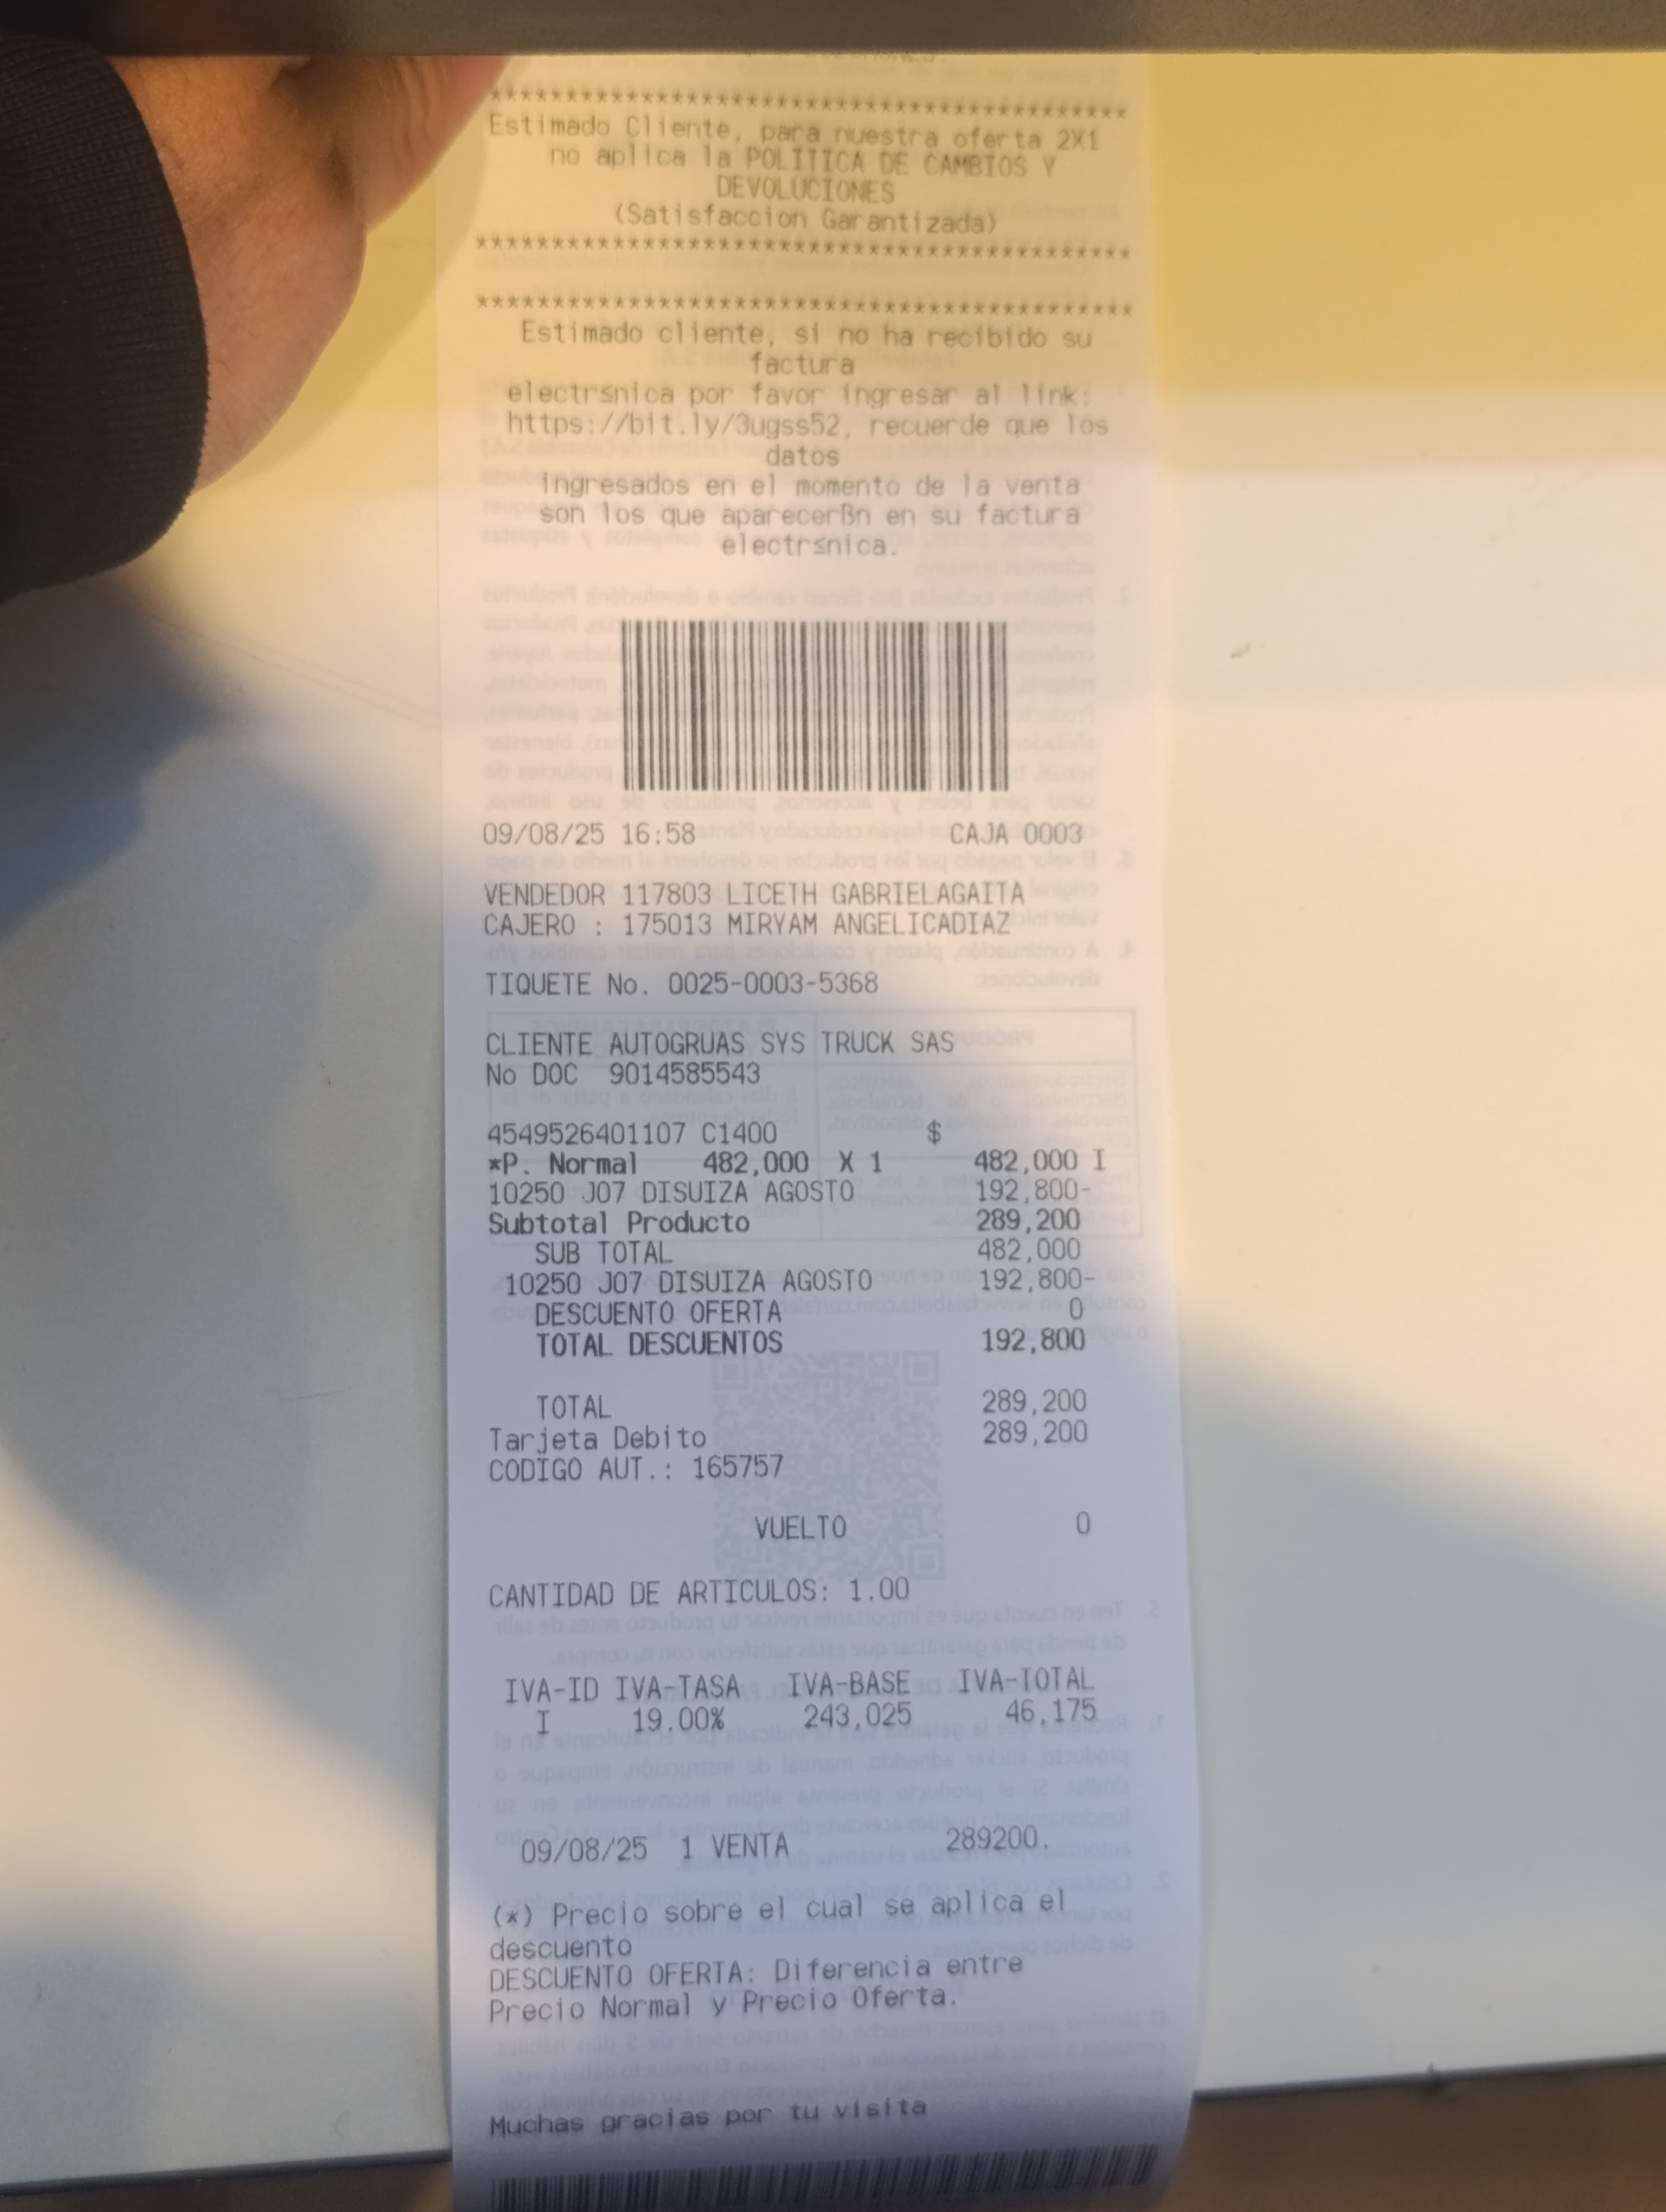 ******************************************
Estimado Cliente, para nuestra oferta 2X1
no aplica la POLITICA DE CAMBIOS Y
DEVOLUCIONES
(Satisfaccion Garantizada)
******************************************
******************************************
Estimado cliente, si no ha recibido su
factura
electr≤nica por favor ingresar al link:
https://bit.ly/3ugss52, recuerde que los
datos
ingresados en el momento de la venta
son los que aparecerßn en su factura
electr≤nica.
09/08/25 16:58 CAJA 0003
VENDEDOR 117803 LICETH GABRIELAGAITA
CAJERO : 175013 MIRYAM ANGELICADIAZ
TIQUETE No. 0025-0003-5368
CLIENTE AUTOGRUAS SYS TRUCK SAS
No DOC 9014585543
4549526401107 C1400 $
*P. Normal 482,000 X 1 482,000 I
10250 J07 DISUIZA AGOSTO 192,800-
Subtotal Producto 289,200
SUB TOTAL 482,000
10250 J07 DISUIZA AGOSTO 192,800-
DESCUENTO OFERTA 0
TOTAL DESCUENTOS 192,800
TOTAL 289,200
Tarjeta Debito 289,200
CODIGO AUT.: 165757
VUELTO 0
CANTIDAD DE ARTICULOS: 1.00
IVA-ID IVA-TASA IVA-BASE IVA-TOTAL
I 19.00% 243,025 46,175
09/08/25 1 VENTA 289200.
(*) Precio sobre el cual se aplica el
descuento
DESCUENTO OFERTA: Diferencia entre
Precio Normal y Precio Oferta.
Muchas gracias por tu visita